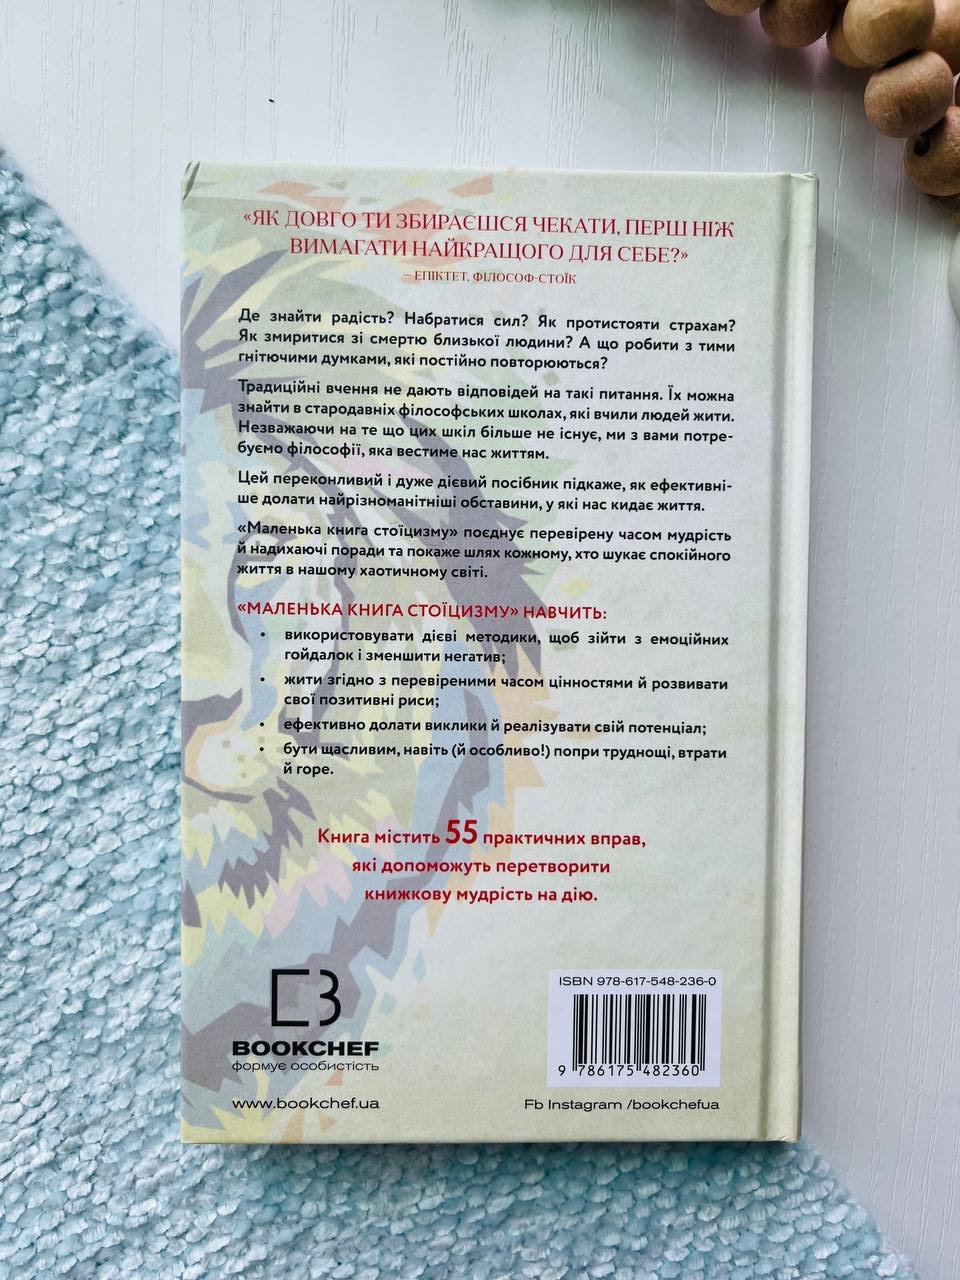 «ЯК ДОВГО ТИ ЗБИРАЄШСЯ ЧЕКАТИ, ПЕРШ НІЖ
ВИМАГАТИ НАЙКРАЩОГО ДЛЯ СЕБЕ?»
– ЕПІКТЕТ, ФІЛОСОФ-СТОЇК
Де знайти радість? Набратися сил? Як протистояти страхам?
Як змиритися зі смертю близької людини? А що робити з тими
гнітючими думками, які постійно повторюються?
Традиційні вчення не дають відповідей на такі питання. Їх можна
знайти в стародавніх філософських школах, які вчили людей жити.
Незважаючи на те що цих шкіл більше не існує, ми з вами потре-
буємо філософії, яка вестиме нас життям.
Цей переконливий і дуже дієвий посібник підкаже, як ефективні-
ше долати найрізноманітніші обставини, у які нас кидає життя.
«Маленька книга стоїцизму» поєднує перевірену часом мудрість
й надихаючі поради та покаже шлях кожному, хто шукає спокійного
життя в нашому хаотичному світі.
«МАЛЕНЬКА КНИГА СТОЇЦИЗМУ» НАВЧИТЬ:
• використовувати дієві методики, щоб зійти з емоційних
гойдалок і зменшити негатив;
• жити згідно з перевіреними часом цінностями й розвивати
свої позитивні риси;
• ефективно долати виклики й реалізувати свій потенціал;
• бути щасливим, навіть (й особливо!) попри труднощі, втрати
й горе.
Книга містить 55 практичних вправ,
які допоможуть перетворити
книжкову мудрість на дію.
BOOKCHEF
формує особистість
www.bookchef.ua
ISBN 978-617-548-236-0
9 786175 482360
Fb Instagram /bookchefua